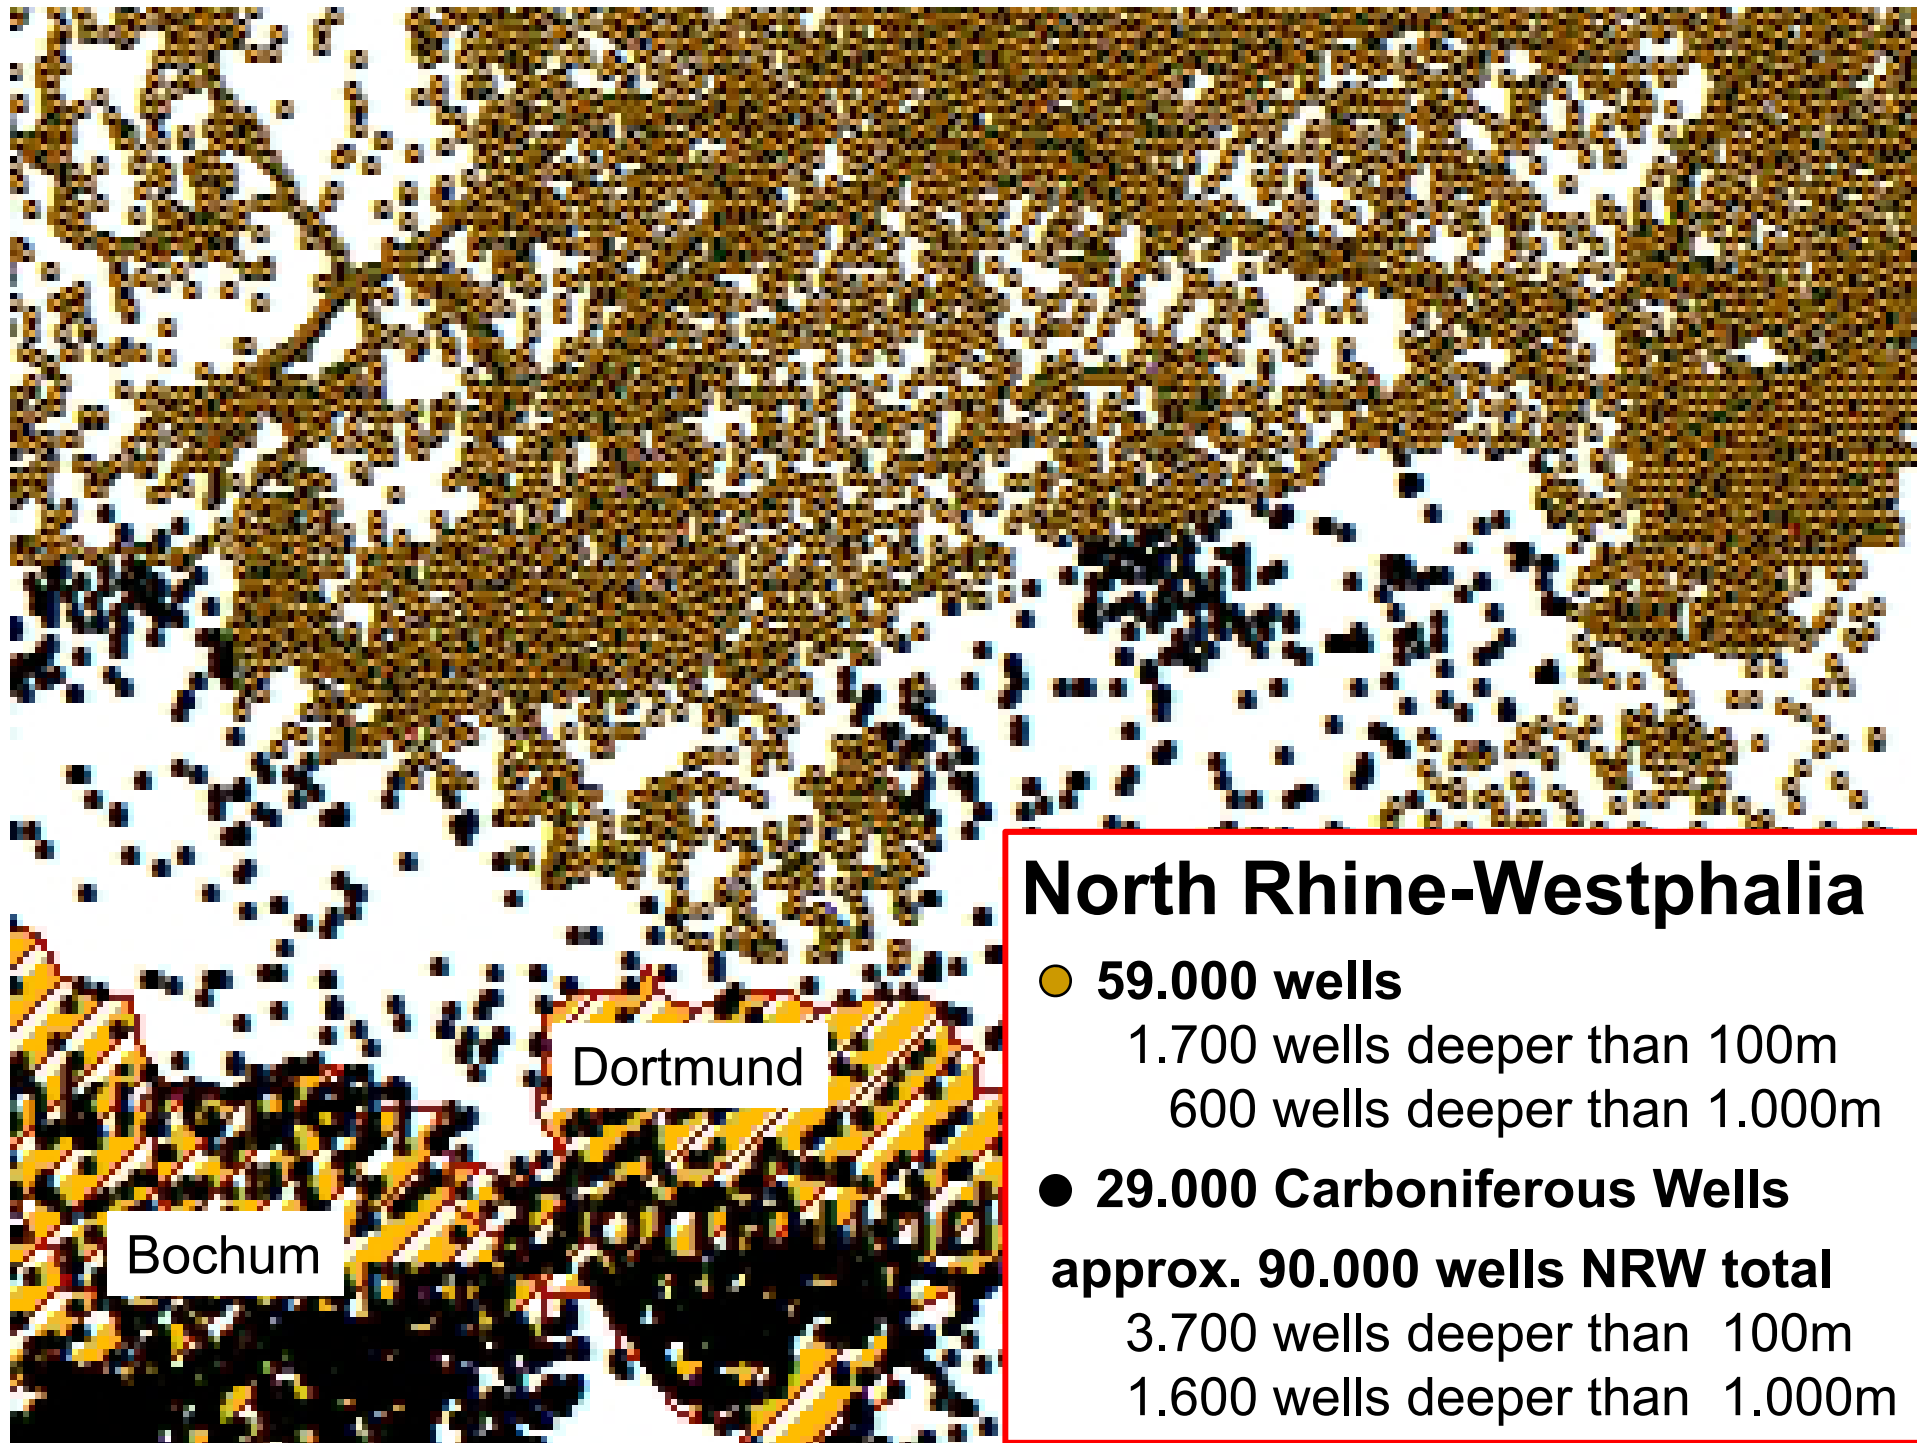 Dortmund
Bochum
North Rhine-Westphalia
59.000 wells
1.700 wells deeper than 100m
600 wells deeper than 1.000m
29.000 Carboniferous Wells
approx. 90.000 wells NRW total
3.700 wells deeper than 100m
1.600 wells deeper than 1.000m